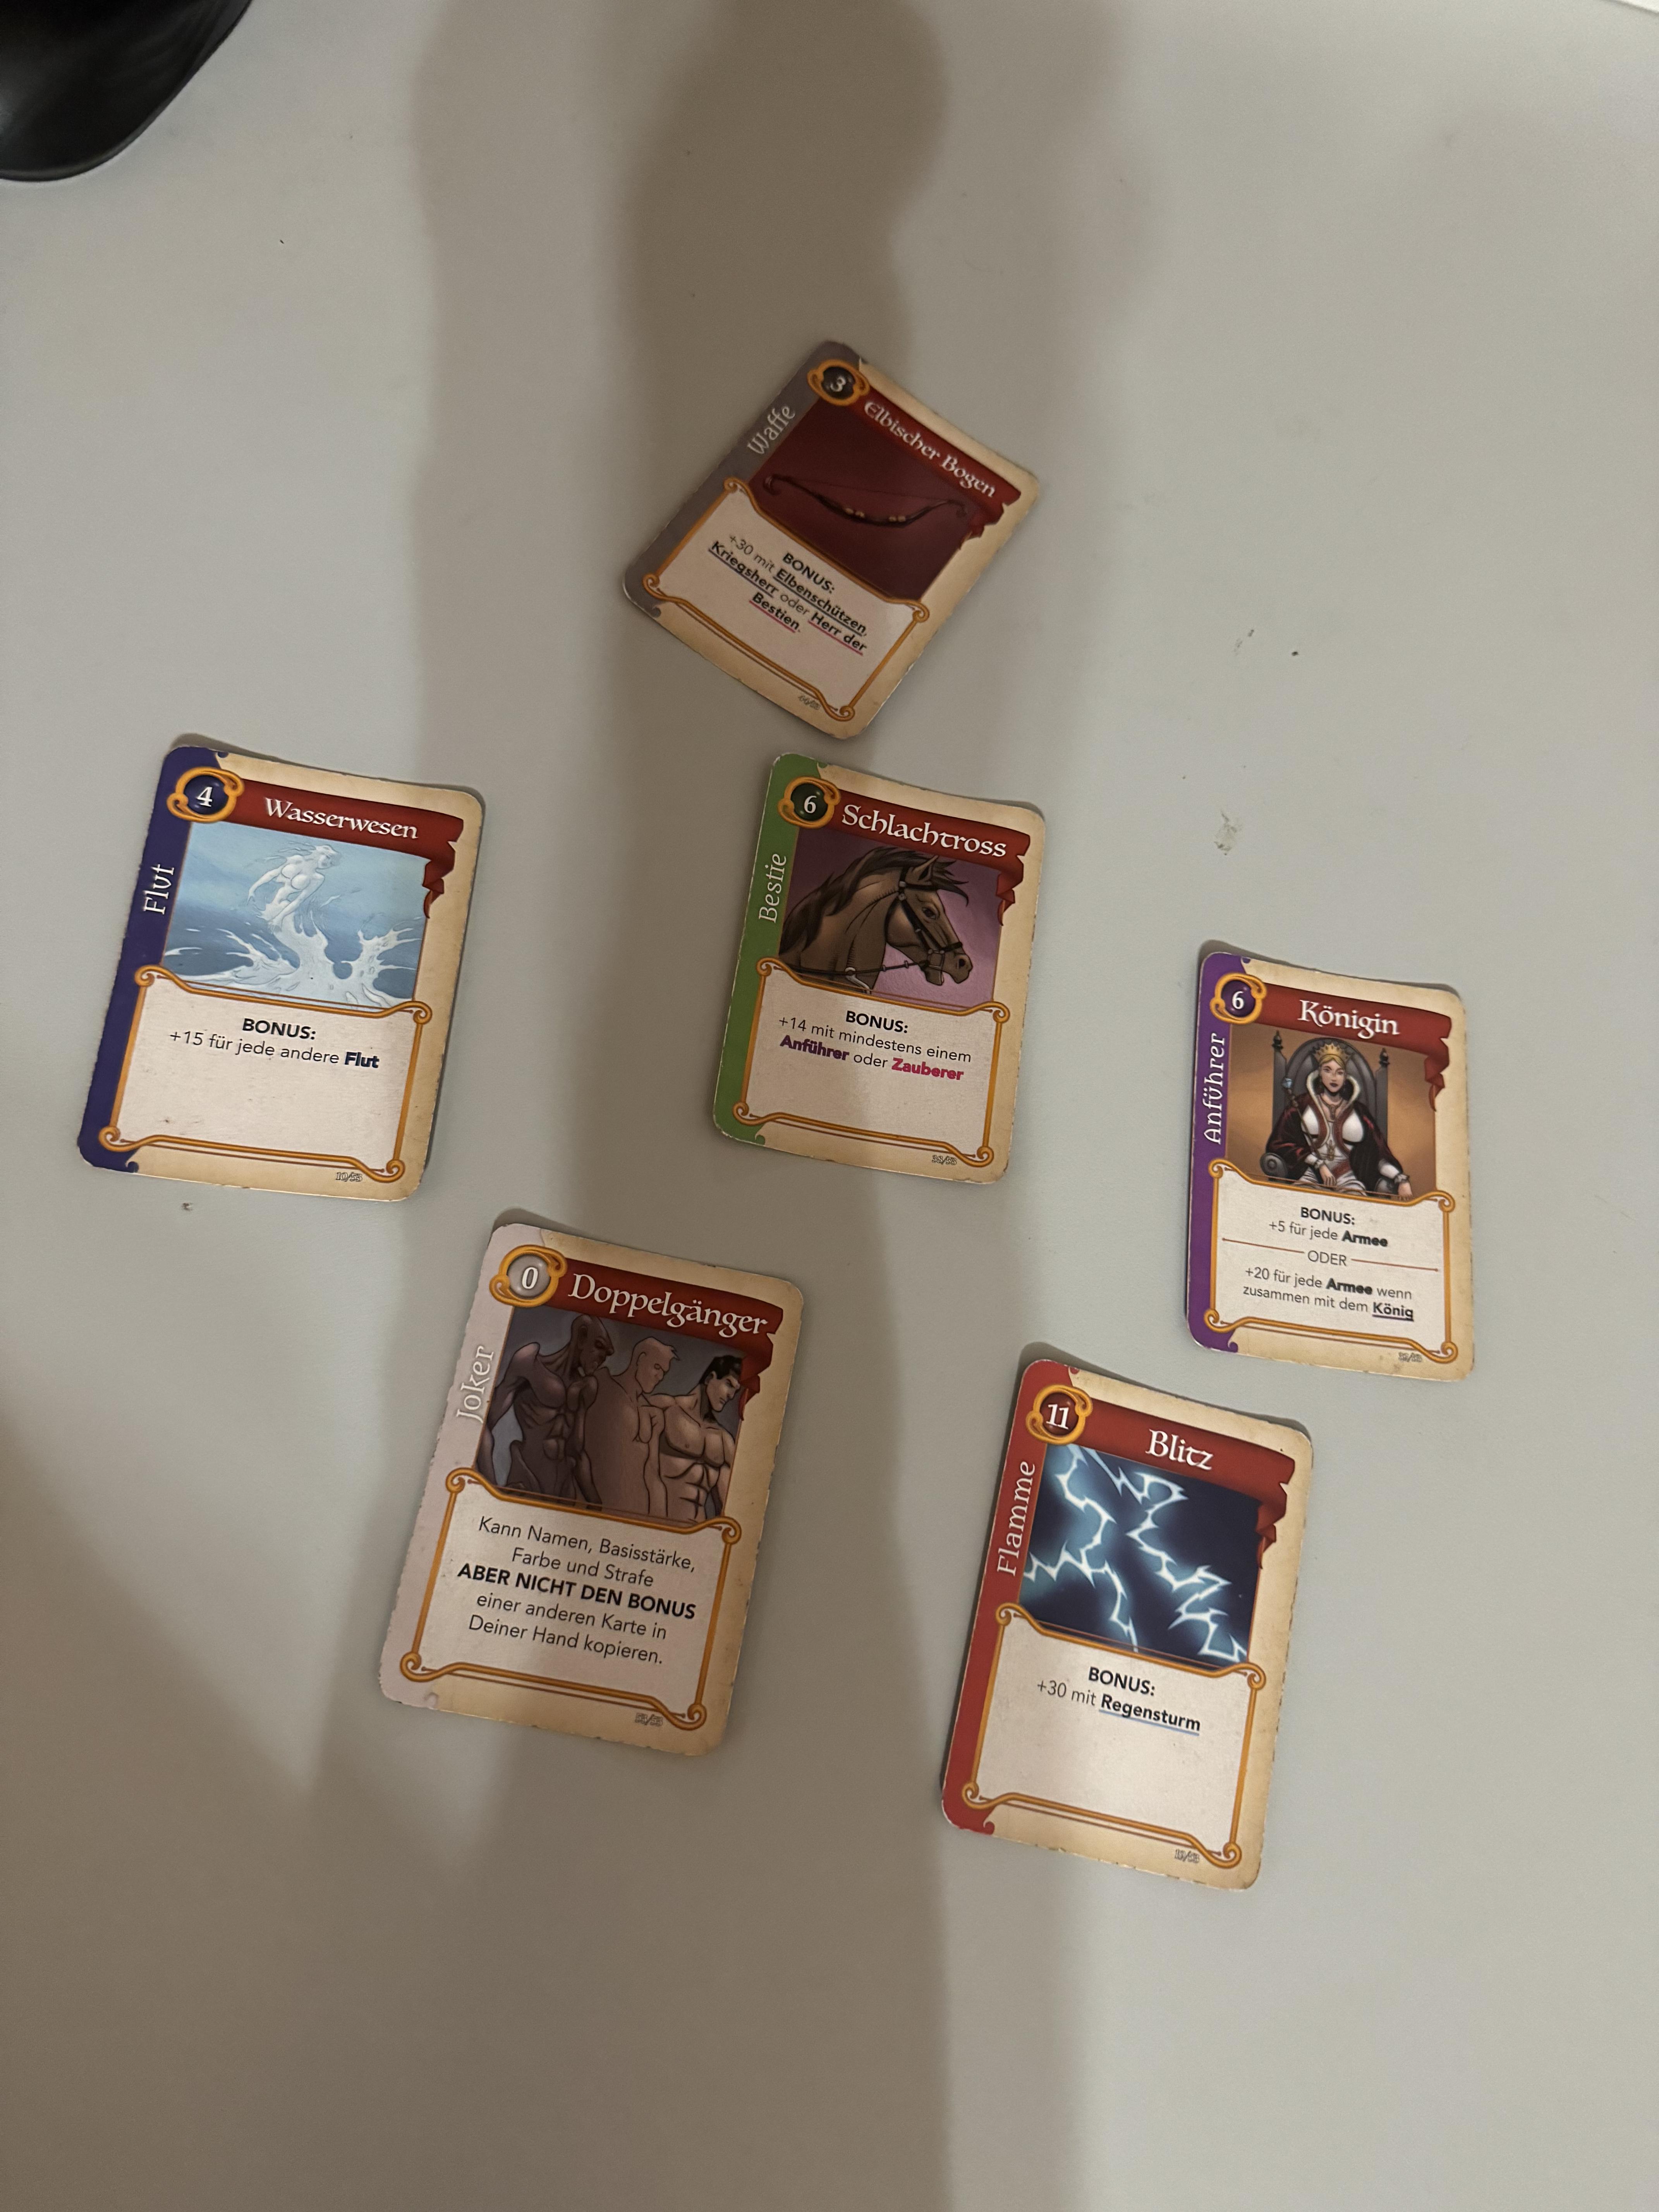 3
Elbischer Bogen
Waffe
BONUS:
+30 mit Elbenschützen,
Kriegsherr oder Herr der
Bestien.
4
Wasserwesen
Flut
BONUS:
+15 für jede andere Flut
10/53
6
Schlachtross
Bestie
BONUS:
+14 mit mindestens einem
Anführer oder Zauberer
31/53
6
Königin
Anführer
BONUS:
+5 für jede Armee
ODER
+20 für jede Armee wenn
zusammen mit dem König
0
Doppelgänger
Joker
Kann Namen, Basisstärke,
Farbe und Strafe
ABER NICHT DEN BONUS
einer anderen Karte in
Deiner Hand kopieren.
11
Blitz
Flamme
BONUS:
+30 mit Regensturm